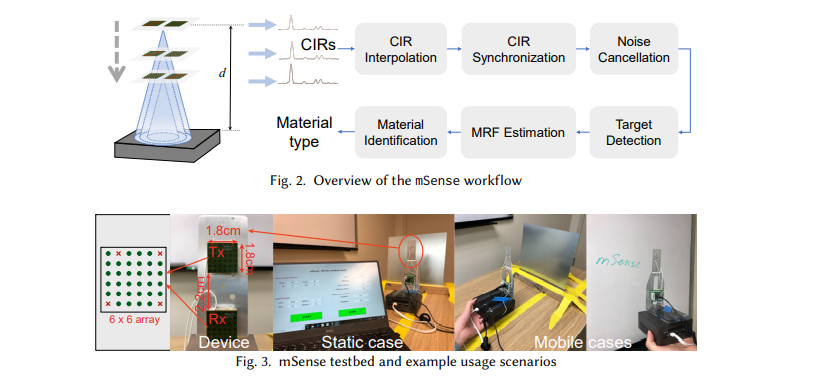 d
CIRs
CIR
Interpolation
CIR
Synchronization
Noise
Cancellation
Material
type
Material
Identification
MRF Estimation
Target
Detection
Fig. 2. Overview of the mSense workflow
1.8cm
Tx
1.8cm
Rx
6 x 6 array
Device
Static case
mSense
Mobile cases
Fig. 3. mSense testbed and example usage scenarios